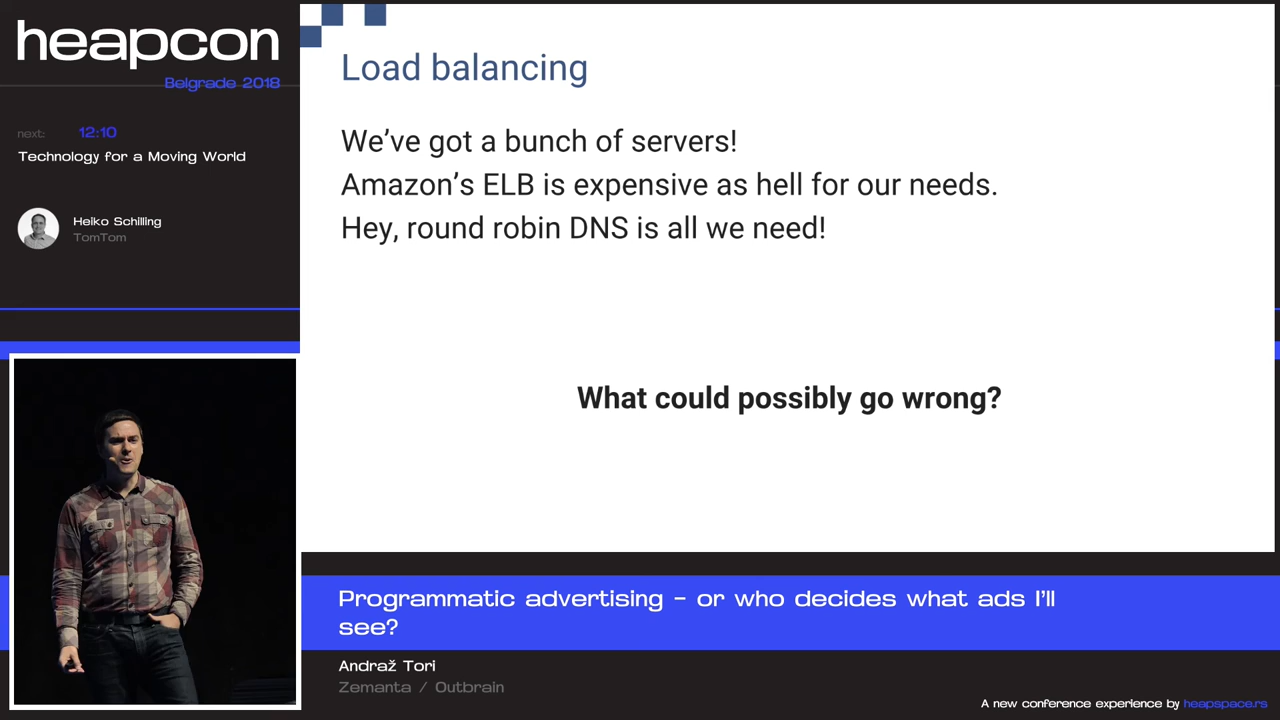 heapcon
Belgrade 2018
next: 12:10
Technology for a Moving World
Heiko Schilling
TomTom
Load balancing
We've got a bunch of servers!
Amazon's ELB is expensive as hell for our needs.
Hey, round robin DNS is all we need!
What could possibly go wrong?
Programmatic advertising - or who decides what ads I'll
see?
Andraž Tori
Zemanta / Outbrain
A new conference experience by heapspace.rs